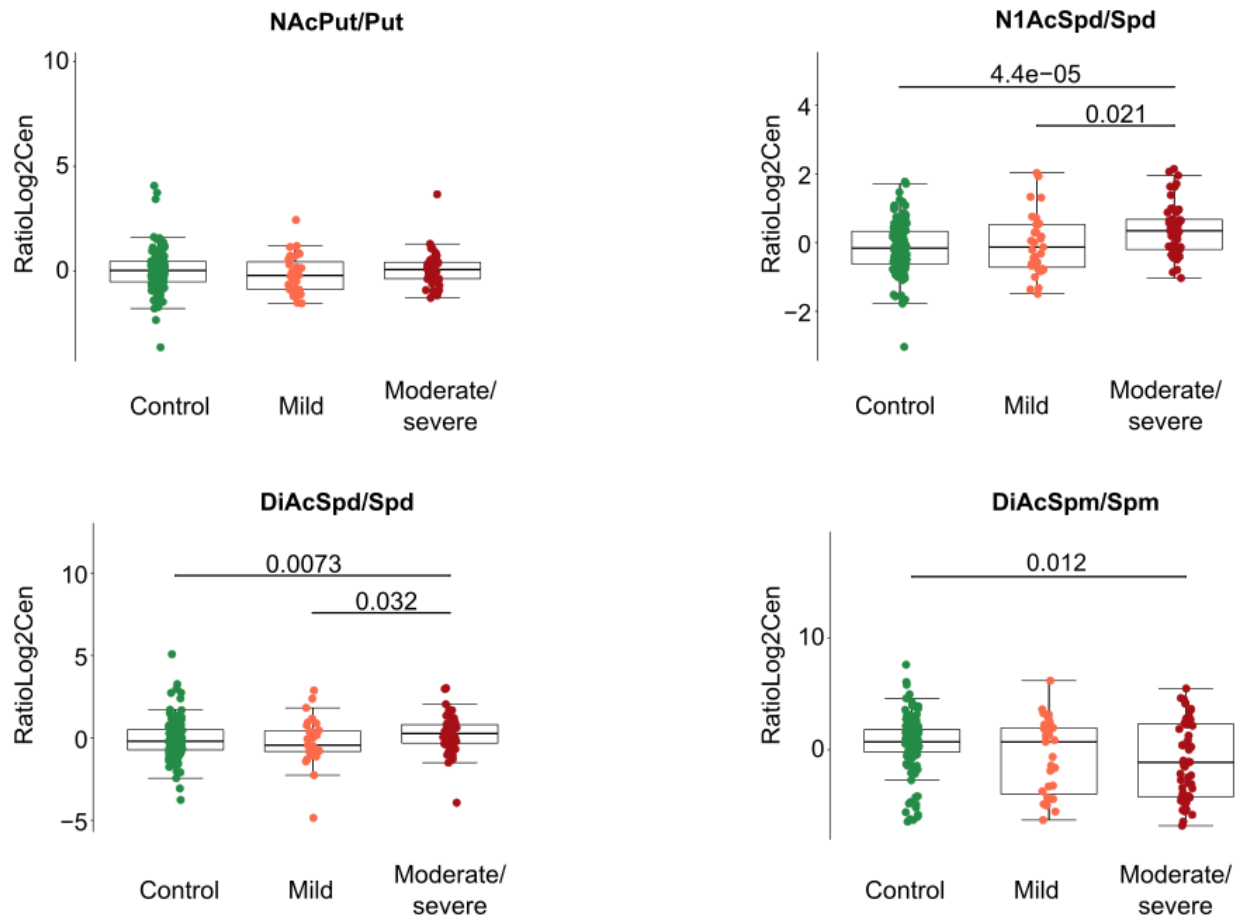 NAcPut/Put
RatioLog2Cen
10
5
0
Control
Mild
Moderate/
severe
N1AcSpd/Spd
RatioLog2Cen
4
2
0
−2
4.4e−05
0.021
Control
Mild
Moderate/
severe
DiAcSpd/Spd
RatioLog2Cen
10
5
0
−5
0.0073
0.032
Control
Mild
Moderate/
severe
DiAcSpm/Spm
RatioLog2Cen
10
0
0.012
Control
Mild
Moderate/
severe